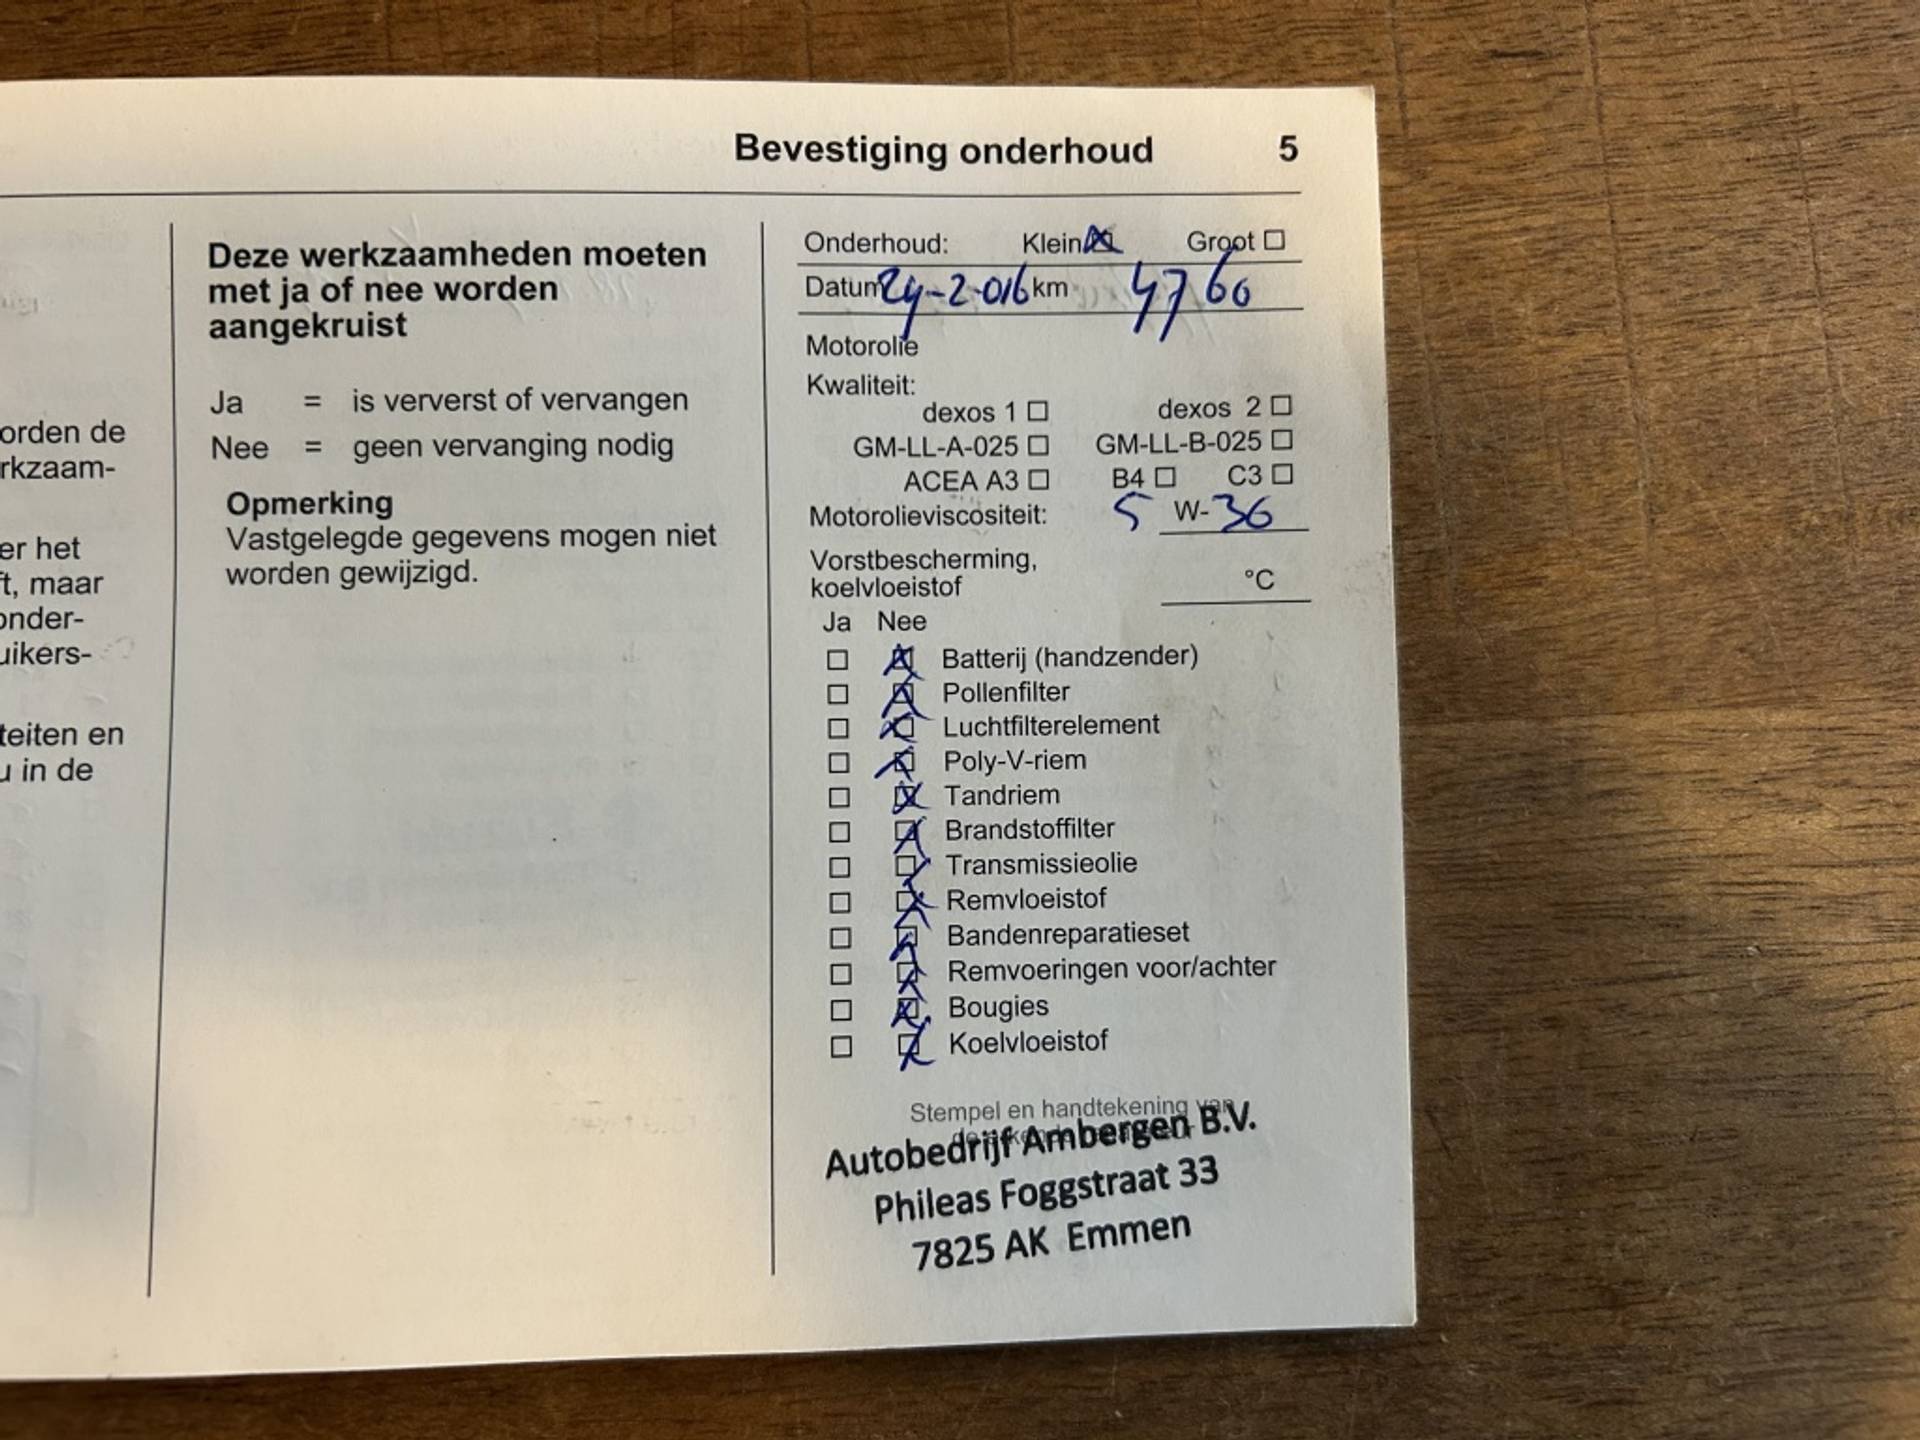 Bevestiging onderhoud 5
orden de
rkzaam-
er het
t, maar
onder-
uikers-
teiten en
u in de
Deze werkzaamheden moeten
met ja of nee worden
aangekruist
Ja = is ververst of vervangen
Nee = geen vervanging nodig
Opmerking
Vastgelegde gegevens mogen niet
worden gewijzigd.
Onderhoud: Klein ☒ Groot ☐
Datum 24-2-016 km 4760
Motorolie
Kwaliteit:
dexos 1 ☐ dexos 2 ☐
GM-LL-A-025 ☐ GM-LL-B-025 ☐
ACEA A3 ☐ B4 ☐ C3 ☐
Motorolieviscositeit: 5 W-30
Vorstbescherming,
koelvloeistof °C
Ja Nee
☐ ☒ Batterij (handzender)
☐ ☒ Pollenfilter
☐ ☒ Luchtfilterelement
☐ ☒ Poly-V-riem
☐ ☒ Tandriem
☐ ☒ Brandstoffilter
☐ ☒ Transmissieolie
☐ ☒ Remvloeistof
☐ ☒ Bandenreparatieset
☐ ☒ Remvoeringen voor/achter
☐ ☒ Bougies
☐ ☒ Koelvloeistof
Stempel en handtekening van
Autobedrijf Ambergen B.V.
Phileas Foggstraat 33
7825 AK Emmen